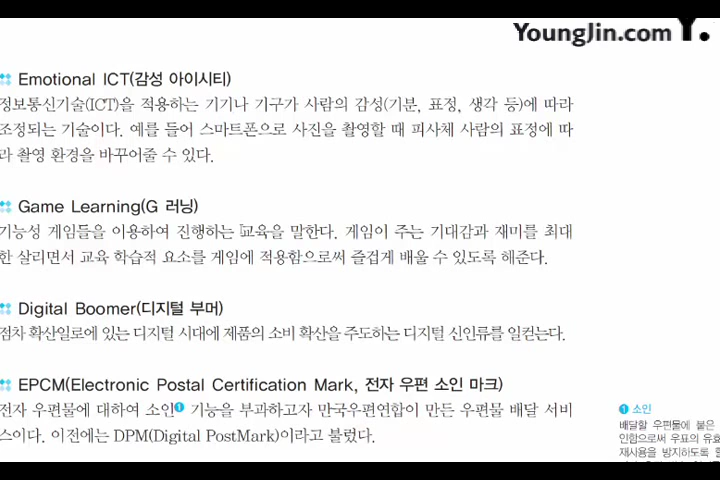 YoungJin.com Y.
Emotional ICT(감성 아이시티)
정보통신기술(ICT)을 적용하는 기기나 기구가 사람의 감성(기분, 표정, 생각 등)에 따라
조정되는 기술이다. 예를 들어 스마트폰으로 사진을 촬영할 때 피사체 사람의 표정에 따
라 촬영 환경을 바꾸어줄 수 있다.
Game Learning(G 러닝)
기능성 게임들을 이용하여 진행하는 교육을 말한다. 게임이 주는 기대감과 재미를 최대
한 살리면서 교육 학습적 요소를 게임에 적용함으로써 즐겁게 배울 수 있도록 해준다.
Digital Boomer(디지털 부머)
점차 확산일로에 있는 디지털 시대에 제품의 소비 확산을 주도하는 디지털 신인류를 일컫는다.
EPCM(Electronic Postal Certification Mark, 전자 우편 소인 마크)
전자 우편물에 대하여 소인❶ 기능을 부과하고자 만국우편연합이 만든 우편물 배달 서비
스이다. 이전에는 DPM(Digital PostMark)이라고 불렀다.
❶ 소인
배달할 우편물에 붙은
인함으로써 우표의 유효
재사용을 방지하도록 할